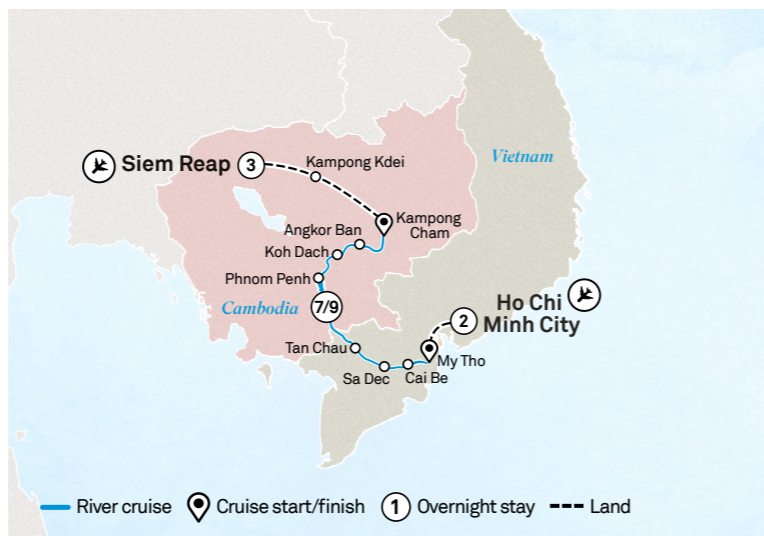 Vietnam
Siem Reap
3
Kampong Kdei
Kampong
Cham
Angkor Ban
Koh Dach
Phnom Penh
Cambodia
7/9
Ho Chi
Minh City
2
Tan Chau
My Tho
Sa Dec
Cai Be
River cruise
Cruise start/finish
1
Overnight stay
Land